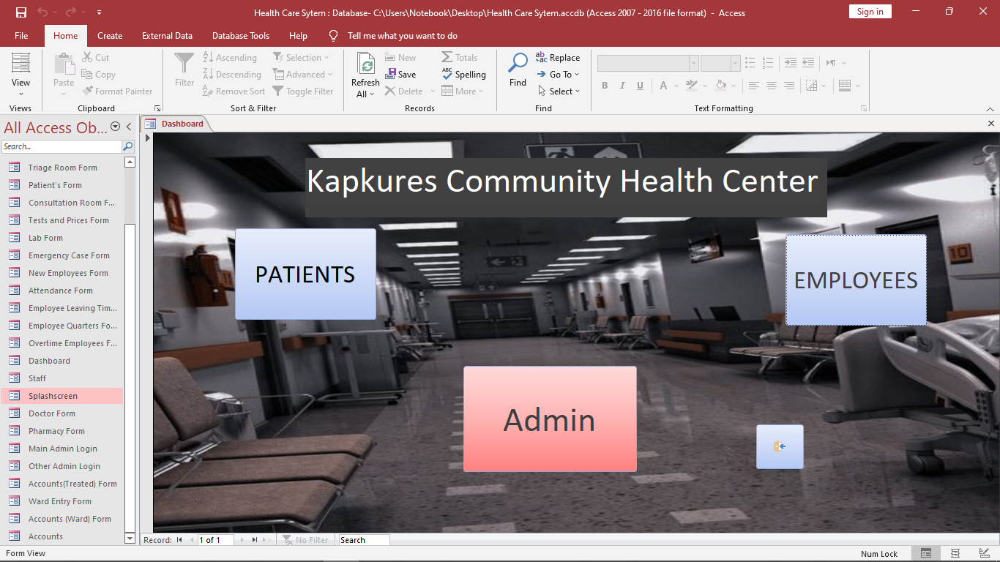 Health Care Sytem : Database- C:\Users\Notebook\Desktop\Health Care Sytem.accdb (Access 2007 - 2016 file format) - Access
Sign in
File Home Create External Data Database Tools Help Tell me what you want to do
View
Views
Paste
Cut
Copy
Format Painter
Clipboard
Filter
Ascending
Descending
Remove Sort
Selection
Advanced
Toggle Filter
Sort & Filter
Refresh
All
New
Save
Delete
Totals
Spelling
More
Records
Find
Replace
Go To
Select
Find
B I U A
Text Formatting
All Access Ob...
Search...
Triage Room Form
Patient's Form
Consultation Room F...
Tests and Prices Form
Lab Form
Emergency Case Form
New Employees Form
Attendance Form
Employee Leaving Tim...
Employee Quarters Fo...
Overtime Employees F...
Dashboard
Staff
Splashscreen
Doctor Form
Pharmacy Form
Main Admin Login
Other Admin Login
Accounts(Treated) Form
Ward Entry Form
Accounts (Ward) Form
Accounts
Dashboard
Kapkures Community Health Center
PATIENTS
EMPLOYEES
10
Admin
Record: 1 of 1 No Filter Search
Form View
Num Lock